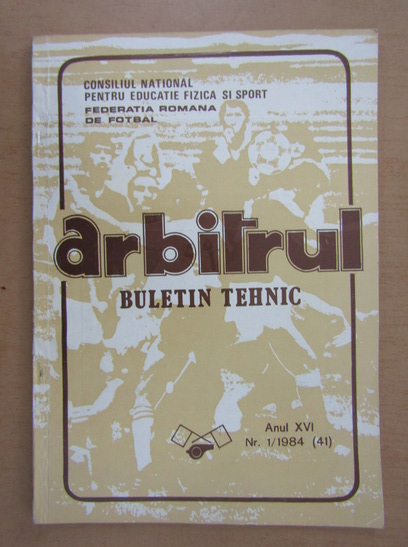 CONSILIUL NATIONAL
PENTRU EDUCATIE FIZICA SI SPORT
FEDERATIA ROMANA
DE FOTBAL
arbitrul
BULETIN TEHNIC
Anul XVI
Nr. 1/1984 (41)